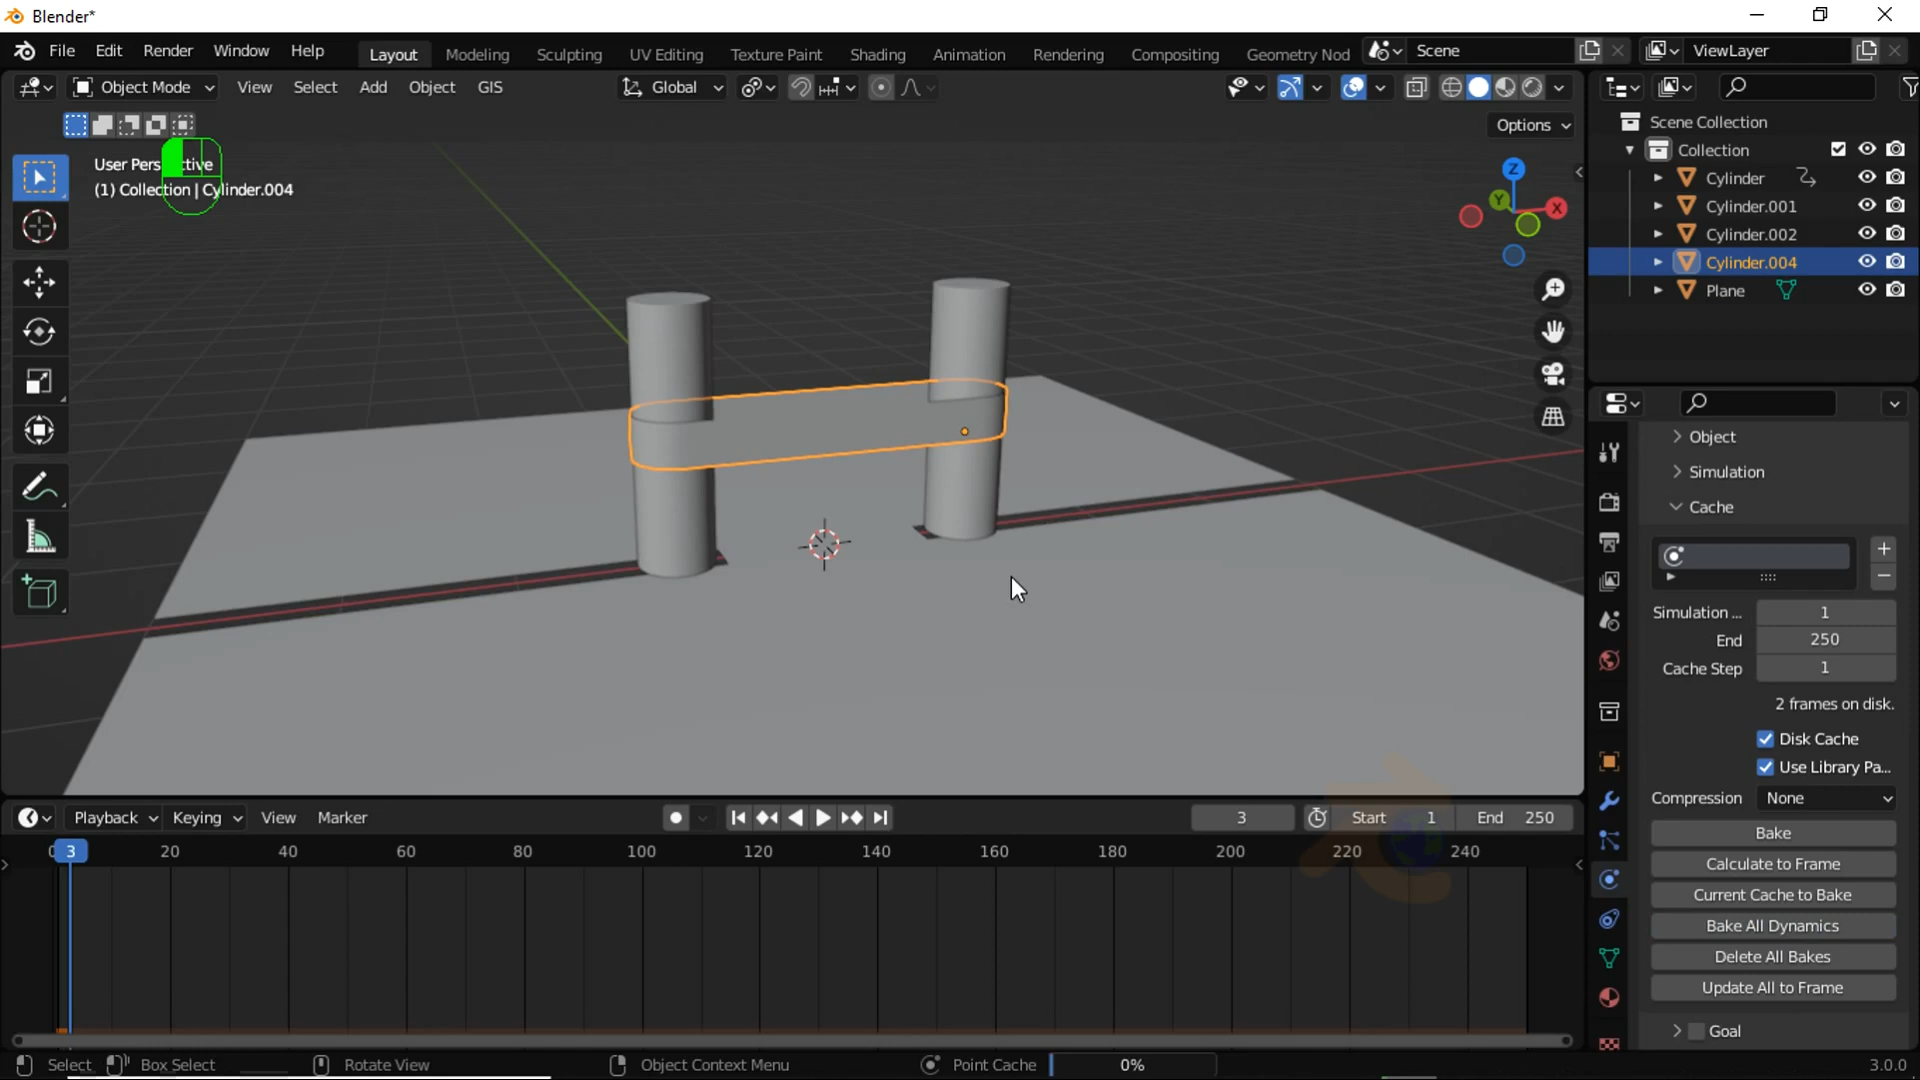 Blender*
File Edit Render Window Help Layout Modeling Sculpting UV Editing Texture Paint Shading Animation Rendering Compositing Geometry Nod Scene ViewLayer
Object Mode View Select Add Object GIS Global
Options
User Perspective
(1) Collection | Cylinder.004
Z
Y
X
Scene Collection
Collection
Cylinder
Cylinder.001
Cylinder.002
Cylinder.004
Plane
Object
Simulation
Cache
Simulation ... 1
End 250
Cache Step 1
2 frames on disk.
Disk Cache
Use Library Pa...
Compression None
Bake
Calculate to Frame
Current Cache to Bake
Bake All Dynamics
Delete All Bakes
Update All to Frame
Goal
Playback Keying View Marker 3 Start 1 End 250
3 20 40 60 80 100 120 140 160 180 200 220 240
Select Box Select Rotate View Object Context Menu Point Cache 0% 3.0.0